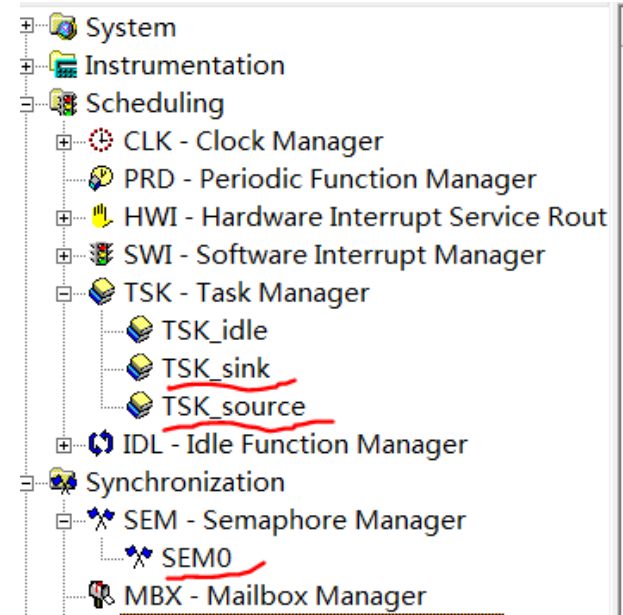 System
Instrumentation
Scheduling
CLK - Clock Manager
PRD - Periodic Function Manager
HWI - Hardware Interrupt Service Rout
SWI - Software Interrupt Manager
TSK - Task Manager
TSK_idle
TSK_sink
TSK_source
IDL - Idle Function Manager
Synchronization
SEM - Semaphore Manager
SEM0
MBX - Mailbox Manager